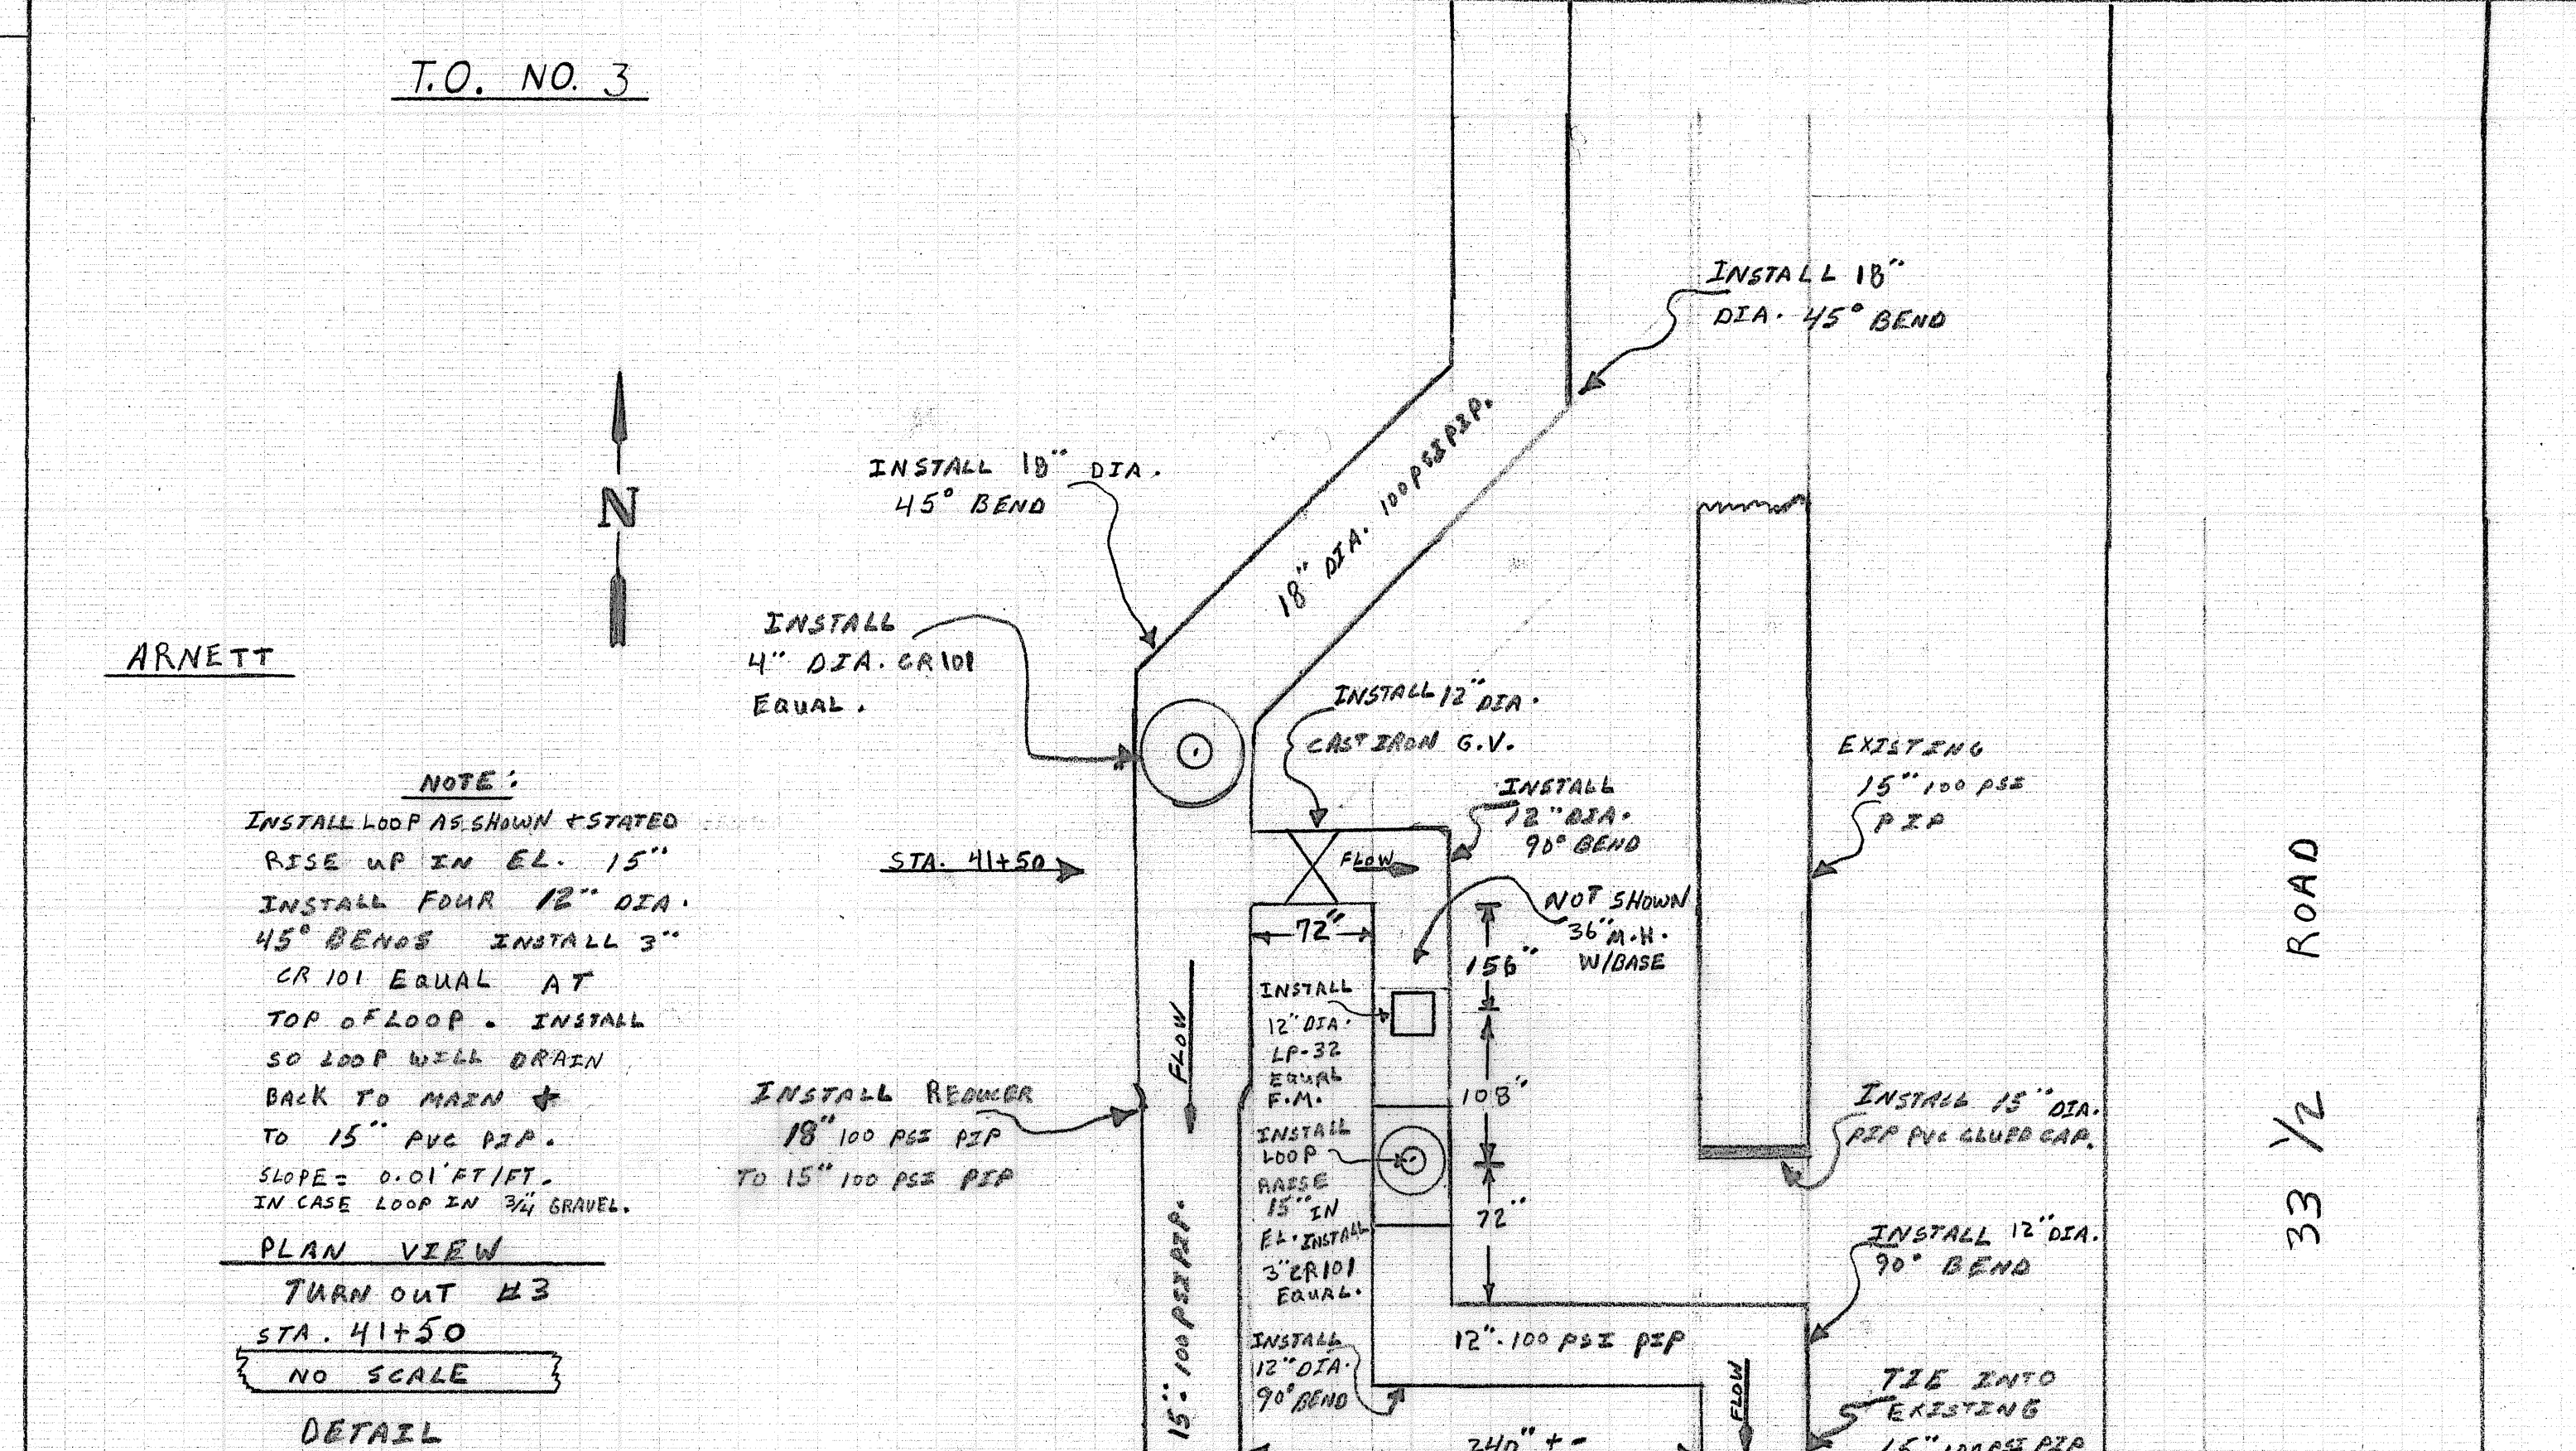 T.O. NO. 3
INSTALL 18"
DIA. 45° BEND
18" DIA. 100 PSI PIP.
INSTALL 18" DIA.
45° BEND
N
INSTALL
4" DIA. CR101
EQUAL.
ARNETT
INSTALL 12" DIA.
CAST IRON G.V.
INSTALL
12" DIA.
90° BEND
EXISTING
15" 100 PSI
PIP
NOTE:
INSTALL LOOP AS SHOWN + STATED
RISE UP IN EL. 15"
INSTALL FOUR 12" DIA.
45° BENDS INSTALL 3"
CR 101 EQUAL AT
TOP OF LOOP. INSTALL
SO LOOP WILL DRAIN
BACK TO MAIN +
TO 15" PVC PIP.
SLOPE = 0.01' FT/FT.
IN CASE LOOP IN 3/4" GRAVEL.
PLAN VIEW
TURN OUT #3
STA. 41+50
NO SCALE
DETAIL
STA. 41+50
FLOW
NOT SHOWN
36" M.H.
W/BASE
72"
156"
INSTALL
12" DIA.
LP-32
EQUAL
F.M.
108"
FLOW
INSTALL REDUCER
18" 100 PSI PIP
TO 15" 100 PSI PIP
INSTALL
LOOP
RAISE
15" IN
EL. INSTALL
3" CR101
EQUAL.
72"
INSTALL 15" DIA.
PIP PVC GLUED CAP.
INSTALL 12" DIA.
90° BEND
15" 100 PSI PIP.
INSTALL
12" DIA.
90° BEND
12" 100 PSI PIP
FLOW
TIE INTO
EXISTING
15" 100 PSI PIP
240" + -
33 1/2 ROAD